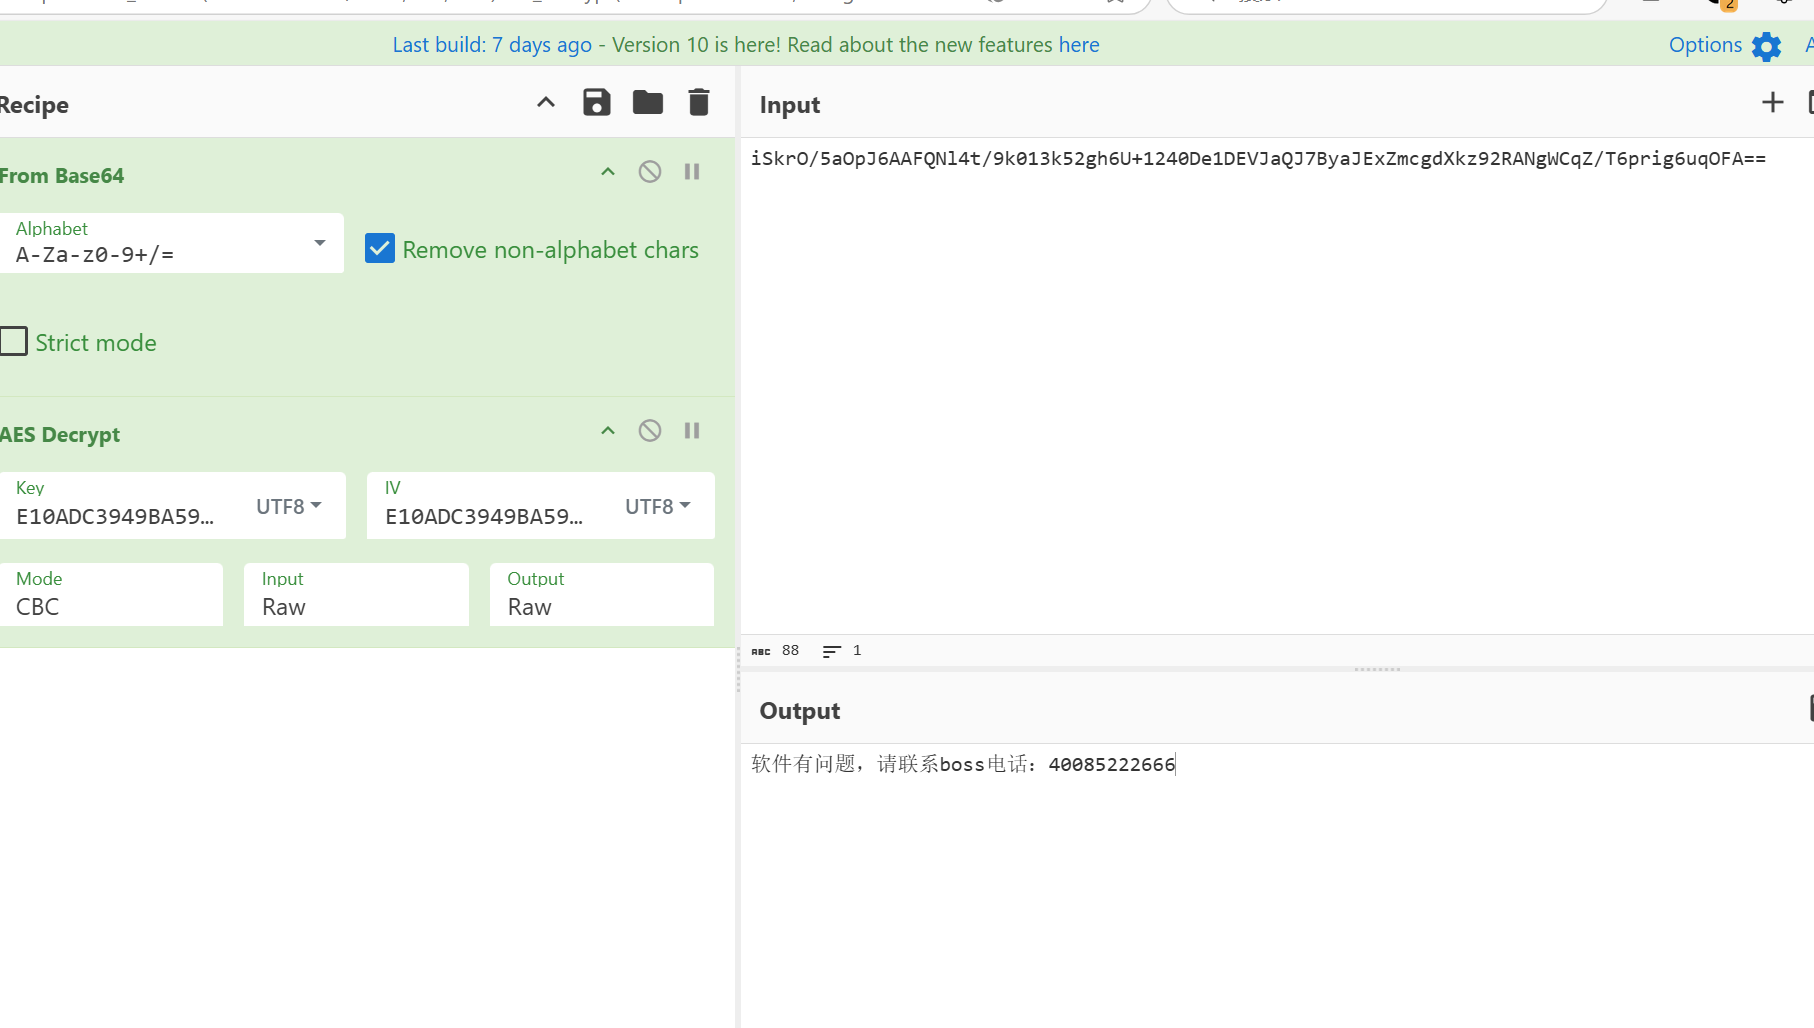 Last build: 7 days ago - Version 10 is here! Read about the new features here
Options
Recipe
Input
From Base64
Alphabet
A-Za-z0-9+/=
Remove non-alphabet chars
Strict mode
AES Decrypt
Key
E10ADC3949BA59…
UTF8
IV
E10ADC3949BA59…
UTF8
Mode
CBC
Input
Raw
Output
Raw
iSkrO/5aOpJ6AAFQNl4t/9k013k52gh6U+1240De1DEVJaQJ7ByaJExZmcgdXkz92RANgWCqZ/T6prig6uqOFA==
ABC 88
1
Output
软件有问题，请联系boss电话：40085222666